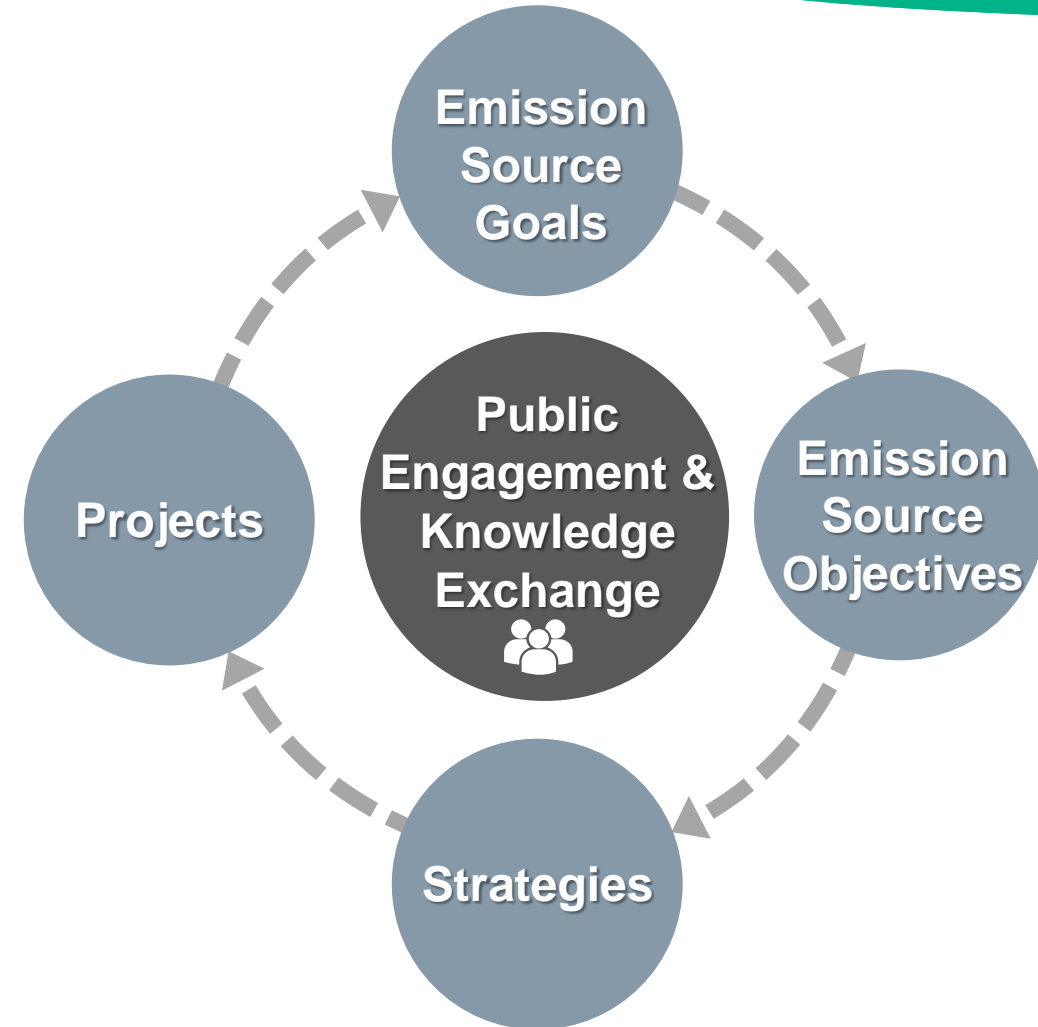 Emission
Source
Goals
Public
Engagement &
Knowledge
Exchange
Emission
Source
Objectives
Projects
Strategies